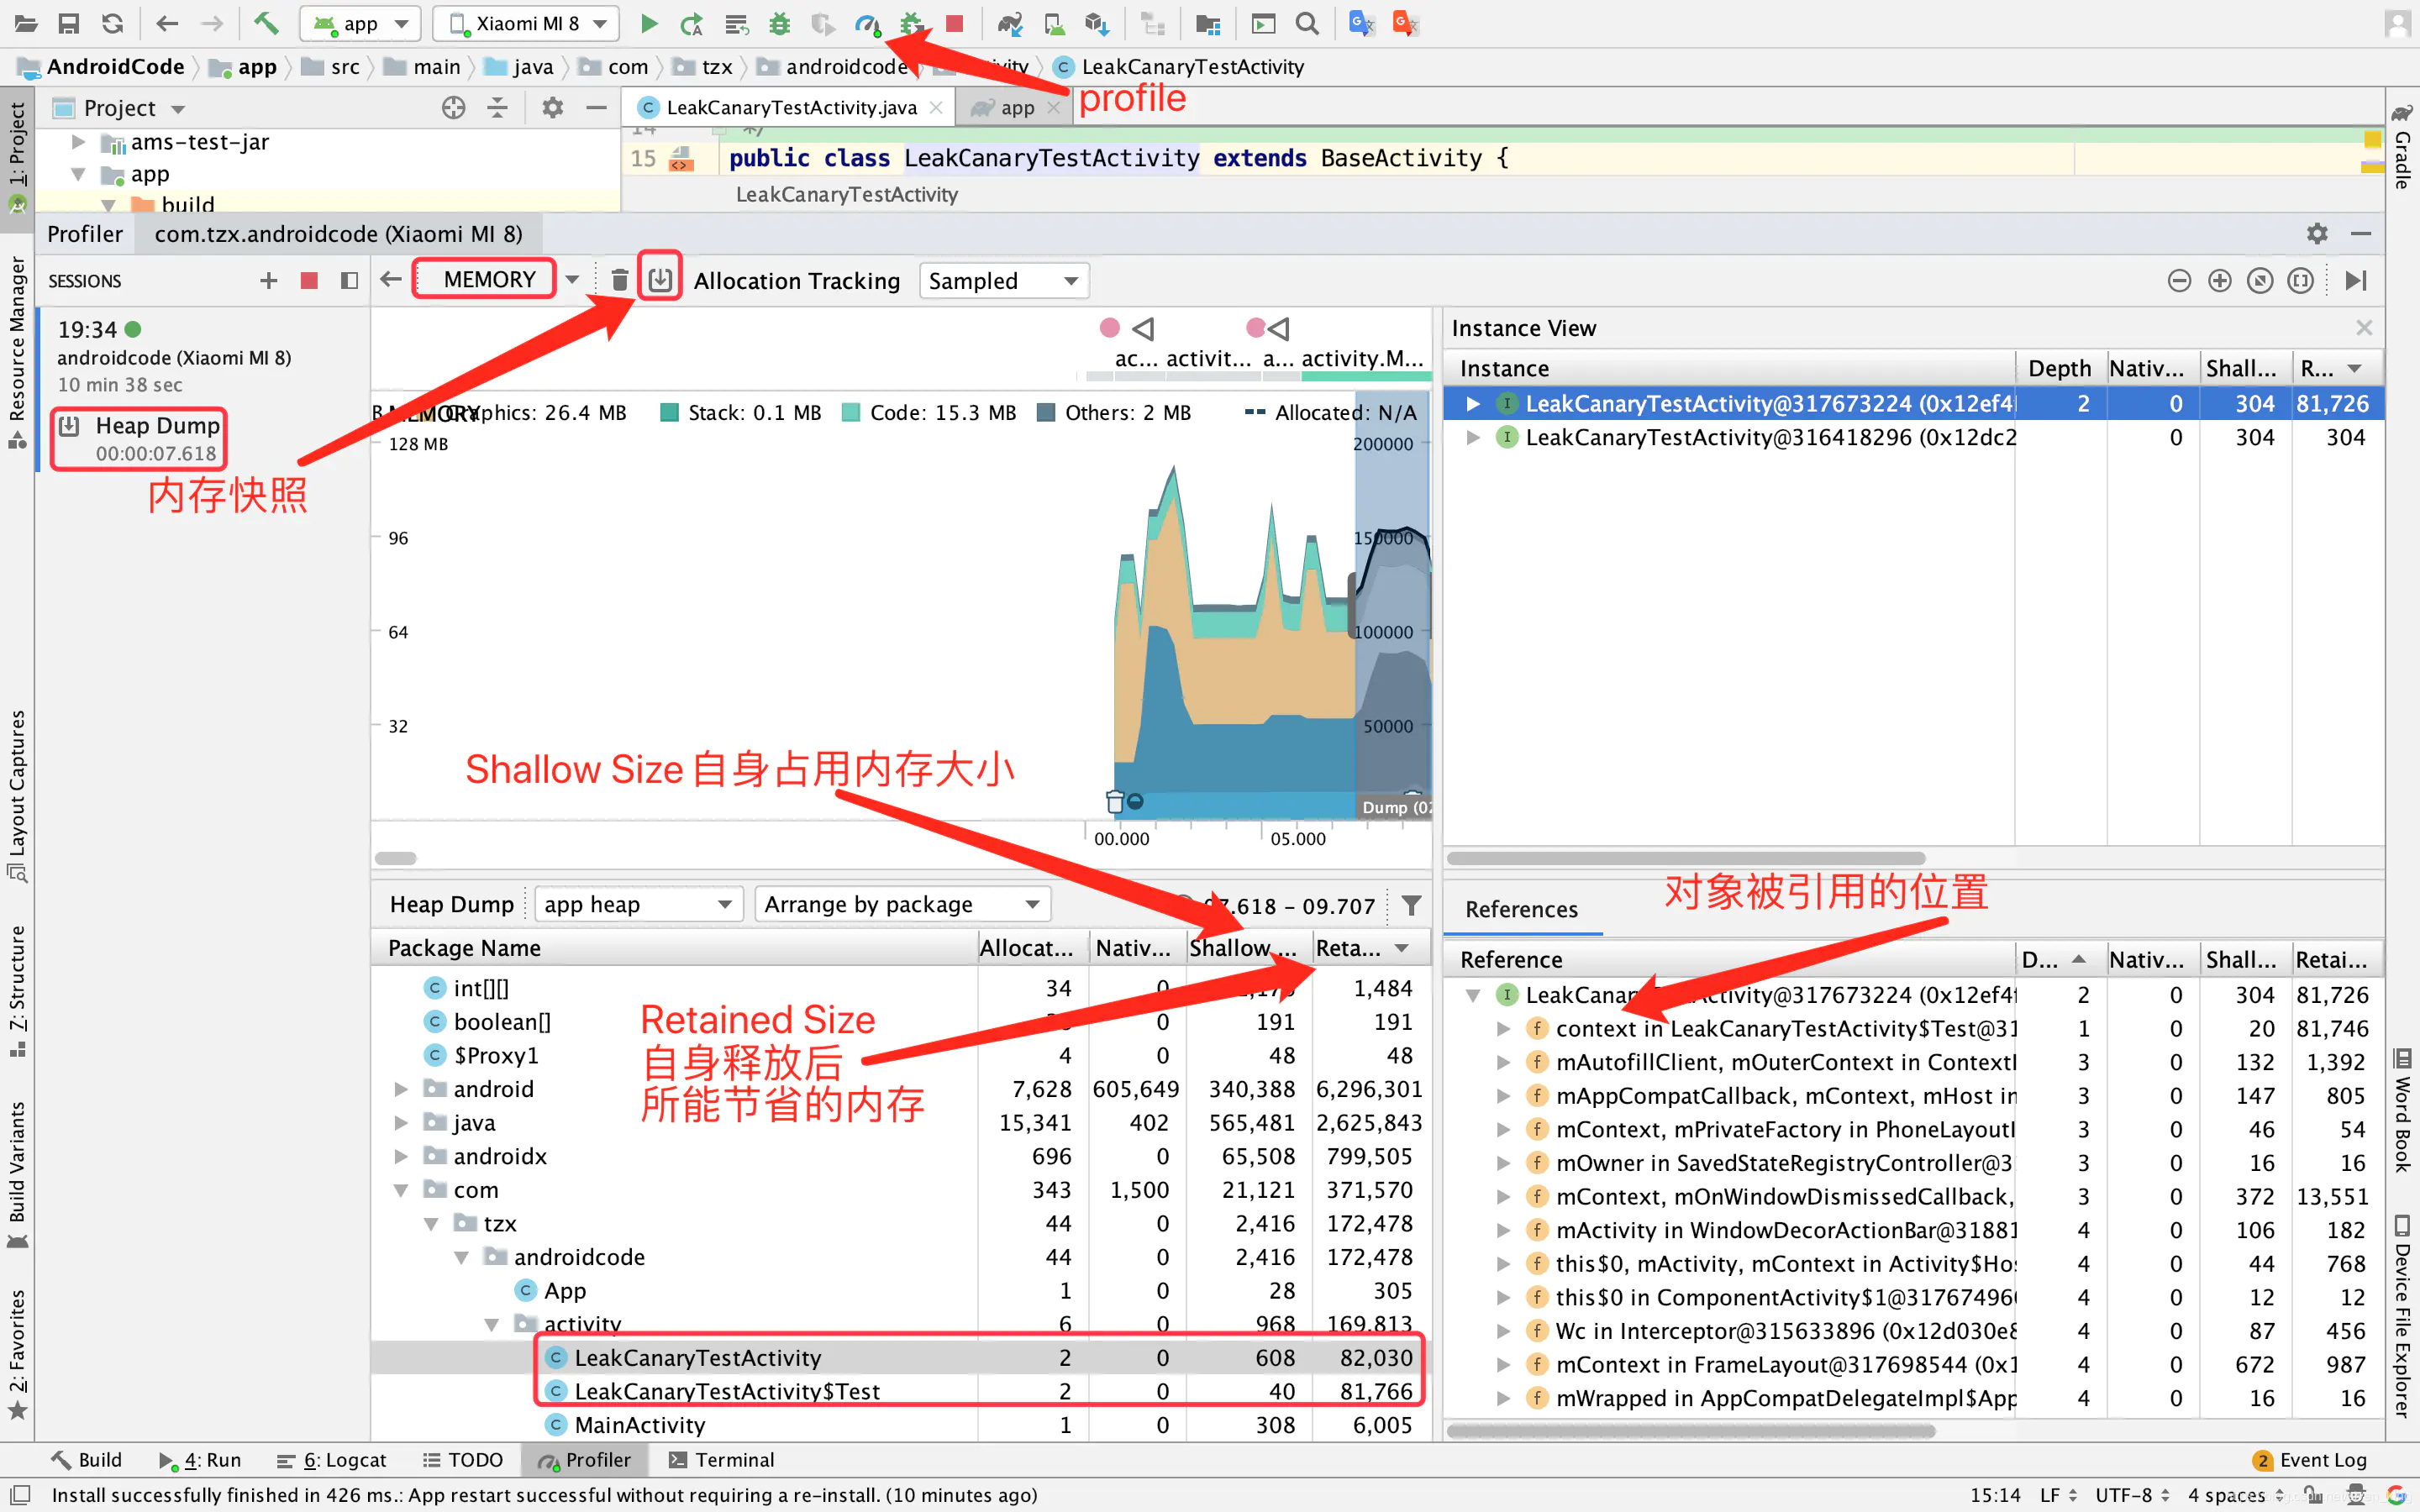 app Xiaomi MI 8
AndroidCode app src main java com tzx androidcode LeakCanaryTestActivity
profile
1: Project
Resource Manager
Layout Captures
Z: Structure
Build Variants
2: Favorites
Project
ams-test-jar
app
build
LeakCanaryTestActivity.java app
14 */
15 public class LeakCanaryTestActivity extends BaseActivity {
LeakCanaryTestActivity
Profiler com.tzx.androidcode (Xiaomi MI 8)
SESSIONS
MEMORY Allocation Tracking Sampled
19:34
androidcode (Xiaomi MI 8)
10 min 38 sec
Heap Dump
00:00:07.618
内存快照
ac... activit... a... activity.M...
MEMORY Graphics: 26.4 MB Stack: 0.1 MB Code: 15.3 MB Others: 2 MB Allocated: N/A
128 MB 200000
96 150000
64 100000
32 50000
Dump (02
00.000 05.000
Shallow Size 自身占用内存大小
Heap Dump app heap Arrange by package 07.618 – 09.707
Package Name Allocat... Nativ... Shallow ... Reta...
int[][] 34 0 1,484
boolean[] 0 191 191
$Proxy1 4 0 48 48
android 7,628 605,649 340,388 6,296,301
java 15,341 402 565,481 2,625,843
androidx 696 0 65,508 799,505
com 343 1,500 21,121 371,570
tzx 44 0 2,416 172,478
androidcode 44 0 2,416 172,478
App 1 0 28 305
activity 6 0 968 169,813
LeakCanaryTestActivity 2 0 608 82,030
LeakCanaryTestActivity$Test 2 0 40 81,766
MainActivity 1 0 308 6,005
Retained Size
自身释放后
所能节省的内存
Instance View
Instance Depth Nativ... Shall... R...
LeakCanaryTestActivity@317673224 (0x12ef4 2 0 304 81,726
LeakCanaryTestActivity@316418296 (0x12dc2 0 304 304
对象被引用的位置
References
Reference D... Nativ... Shall... Retai...
LeakCanar Activity@317673224 (0x12ef4 2 0 304 81,726
context in LeakCanaryTestActivity$Test@31 1 0 20 81,746
mAutofillClient, mOuterContext in Context 3 0 132 1,392
mAppCompatCallback, mContext, mHost in 3 0 147 805
mContext, mPrivateFactory in PhoneLayout 3 0 46 54
mOwner in SavedStateRegistryController@3 3 0 16 16
mContext, mOnWindowDismissedCallback, 3 0 372 13,551
mActivity in WindowDecorActionBar@31881 4 0 106 182
this$0, mActivity, mContext in Activity$Ho 4 0 44 768
this$0 in ComponentActivity$1@31767496 4 0 12 12
Wc in Interceptor@315633896 (0x12d030e8 4 0 87 456
mContext in FrameLayout@317698544 (0x1 4 0 672 987
mWrapped in AppCompatDelegateImpl$App 4 0 16 16
Gradle
Word Book
Device File Explorer
Build 4: Run 6: Logcat TODO Profiler Terminal 2 Event Log
Install successfully finished in 426 ms.: App restart successful without requiring a re-install. (10 minutes ago) 15:14 LF UTF-8 4 spaces